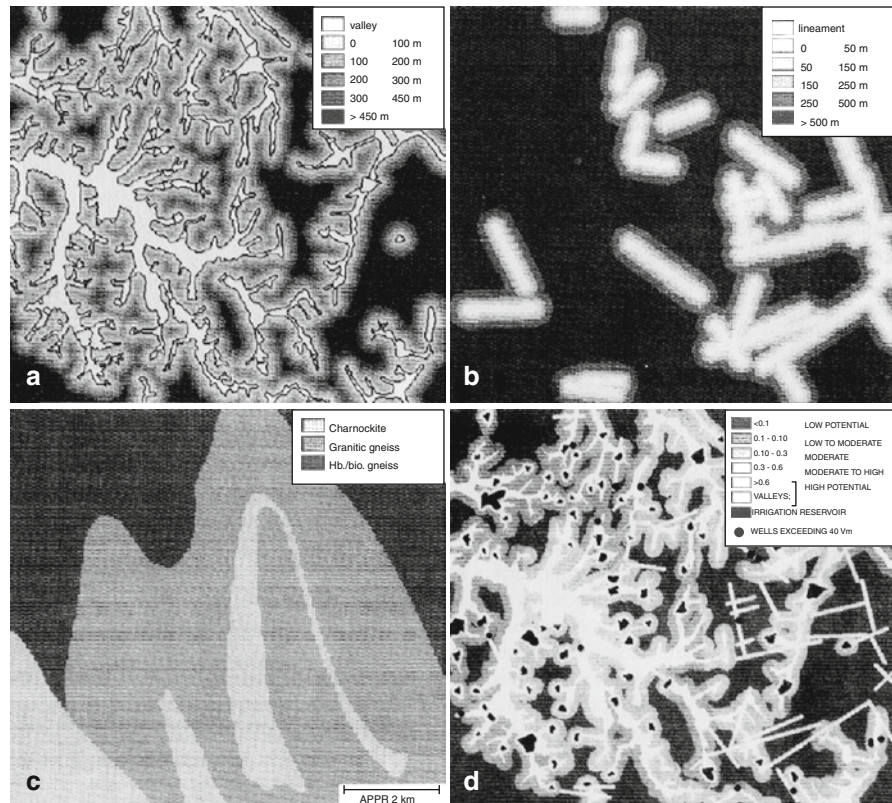 valley
0 100 m
100 200 m
200 300 m
300 450 m
> 450 m
a
lineament
0 50 m
50 150 m
150 250 m
250 500 m
> 500 m
b
Charnockite
Granitic gneiss
Hb./bio. gneiss
c
APPR 2 km
<0.1 LOW POTENTIAL
0.1 - 0.10 LOW TO MODERATE
0.10 - 0.3 MODERATE
0.3 - 0.6 MODERATE TO HIGH
>0.6 HIGH POTENTIAL
VALLEYS;
IRRIGATION RESERVOIR
WELLS EXCEEDING 40 Vm
d